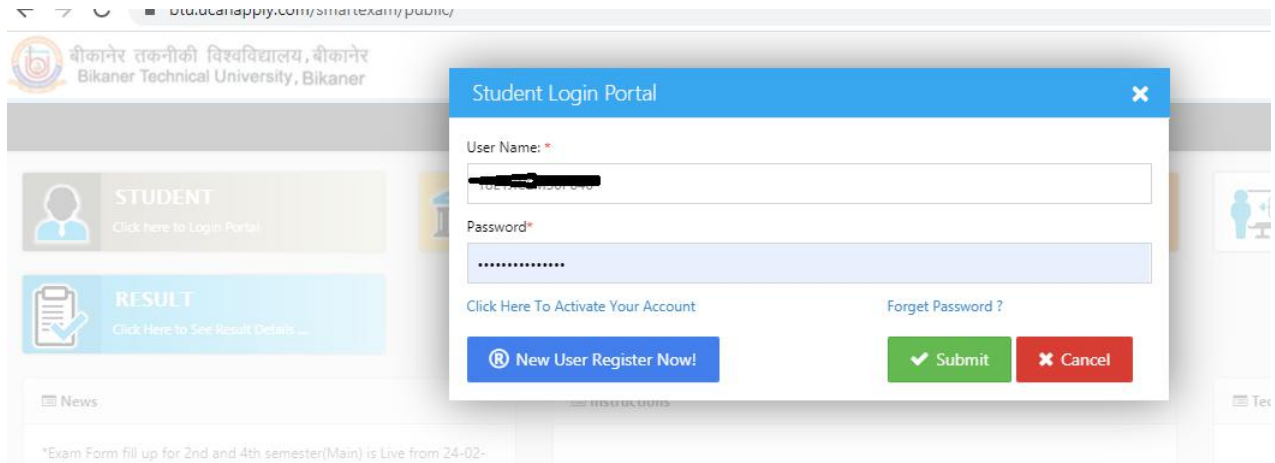 btu.ucanapply.com/smartexam/public/
बीकानेर तकनीकी विश्वविद्यालय, बीकानेर
Bikaner Technical University, Bikaner
Student Login Portal
User Name: *
Password*
...............
Click Here To Activate Your Account
Forget Password ?
® New User Register Now!
Submit
Cancel
STUDENT
Click here to Login Portal
RESULT
Click Here to See Result Details ...
News
Instructions
*Exam Form fill up for 2nd and 4th semester(Main) is Live from 24-02-